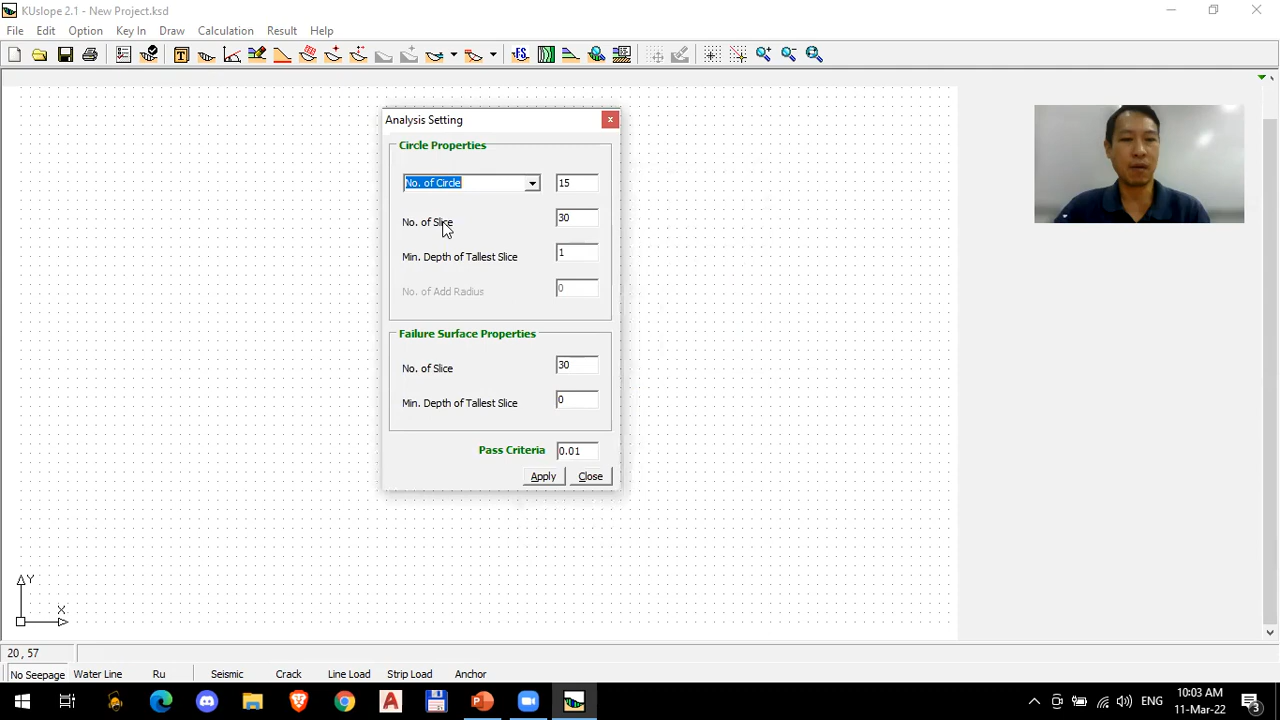 KUslope 2.1 - New Project.ksd
File Edit Option Key In Draw Calculation Result Help
FS
Analysis Setting
Circle Properties
No. of Circle 15
No. of Slice 30
Min. Depth of Tallest Slice 1
No. of Add Radius 0
Failure Surface Properties
No. of Slice 30
Min. Depth of Tallest Slice 0
Pass Criteria 0.01
Apply Close
Y
X
20 , 57
No Seepage Water Line Ru Seismic Crack Line Load Strip Load Anchor
ENG
10:03 AM
11-Mar-22
3